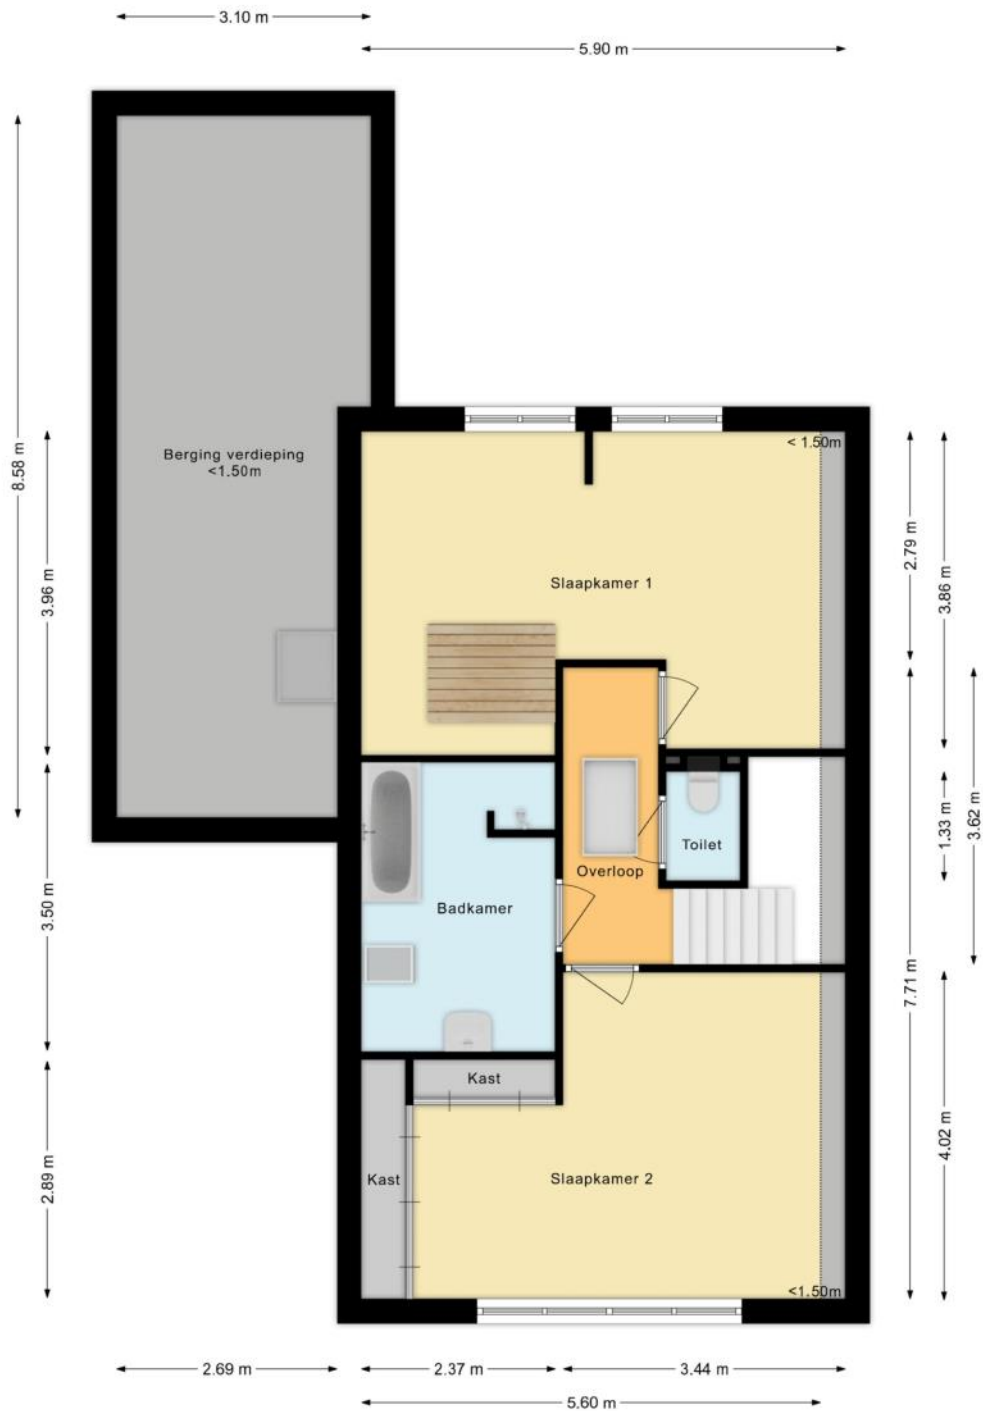 3.10 m
5.90 m
8.58 m
3.96 m
3.50 m
2.89 m
Berging verdieping
<1.50m
< 1.50m
Slaapkamer 1
2.79 m
3.86 m
Toilet
1.33 m
3.62 m
Overloop
Badkamer
7.71 m
Kast
Kast
Slaapkamer 2
4.02 m
<1.50m
2.69 m
2.37 m
3.44 m
5.60 m